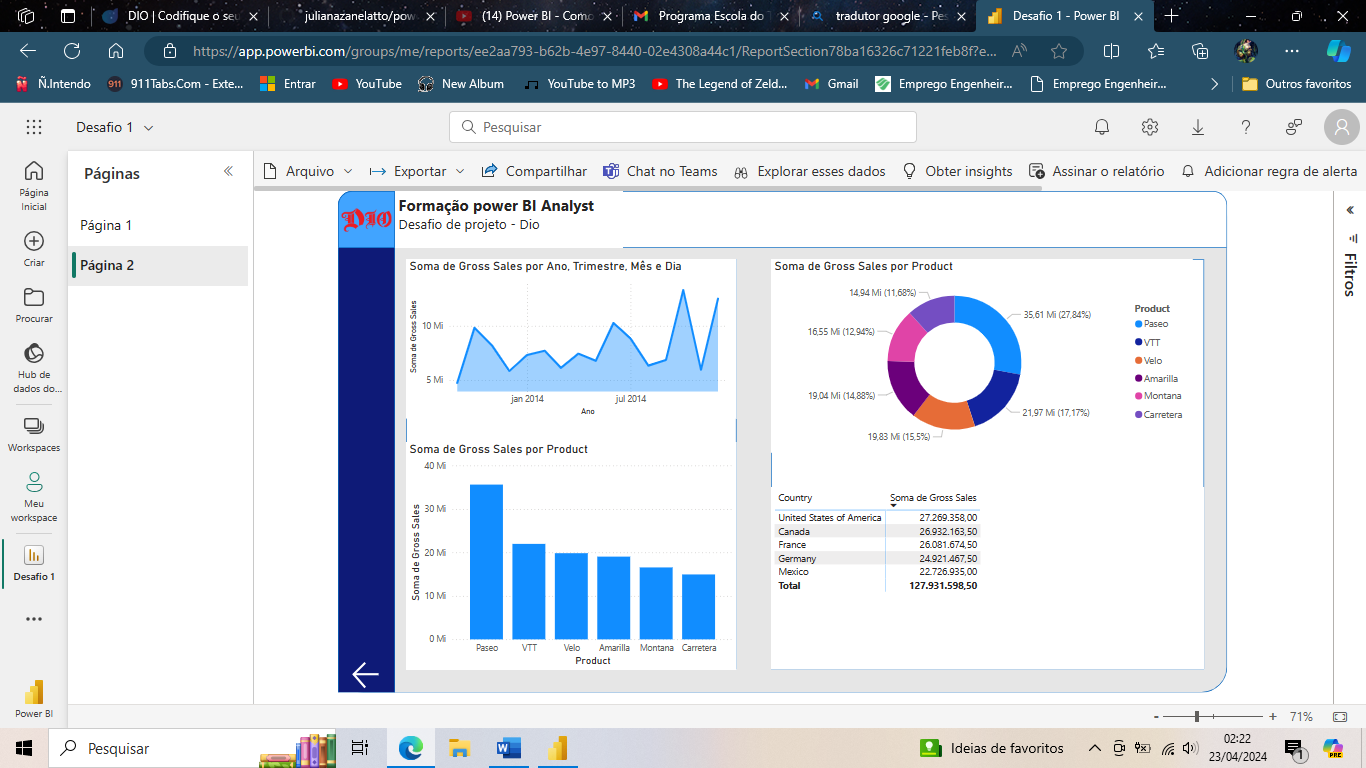 DIO | Codifique o seu
julianazanelatto/pow
(14) Power BI - Como
Programa Escola do
tradutor google - Pes
Desafio 1 - Power BI
https://app.powerbi.com/groups/me/reports/ee2aa793-b62b-4e97-8440-02e4308a44c1/ReportSection78ba16326c71221feb8f?e...
Ñ.Intendo
911Tabs.Com - Exte...
Entrar
YouTube
New Album
YouTube to MP3
The Legend of Zeld...
Gmail
Emprego Engenheir...
Emprego Engenheir...
Outros favoritos
Desafio 1
Pesquisar
Página Inicial
Criar
Procurar
Hub de dados do...
Workspaces
Meu workspace
Desafio 1
Power BI
Páginas
Página 1
Página 2
Arquivo
Exportar
Compartilhar
Chat no Teams
Explorar esses dados
Obter insights
Assinar o relatório
Adicionar regra de alerta
Filtros
DIO
Formação power BI Analyst
Desafio de projeto - Dio
Soma de Gross Sales por Ano, Trimestre, Mês e Dia
Soma de Gross Sales
10 Mi
5 Mi
jan 2014
jul 2014
Ano
Soma de Gross Sales por Product
Soma de Gross Sales
40 Mi
30 Mi
20 Mi
10 Mi
0 Mi
Paseo
VTT
Velo
Amarilla
Montana
Carretera
Product
Soma de Gross Sales por Product
14,94 Mi (11,68%)
35,61 Mi (27,84%)
16,55 Mi (12,94%)
19,04 Mi (14,88%)
21,97 Mi (17,17%)
19,83 Mi (15,5%)
Product
Paseo
VTT
Velo
Amarilla
Montana
Carretera
Country Soma de Gross Sales
United States of America 27.269.358,00
Canada 26.932.163,50
France 26.081.674,50
Germany 24.921.467,50
Mexico 22.726.935,00
Total 127.931.598,50
71%
Pesquisar
Ideias de favoritos
02:22
23/04/2024
1
PRE